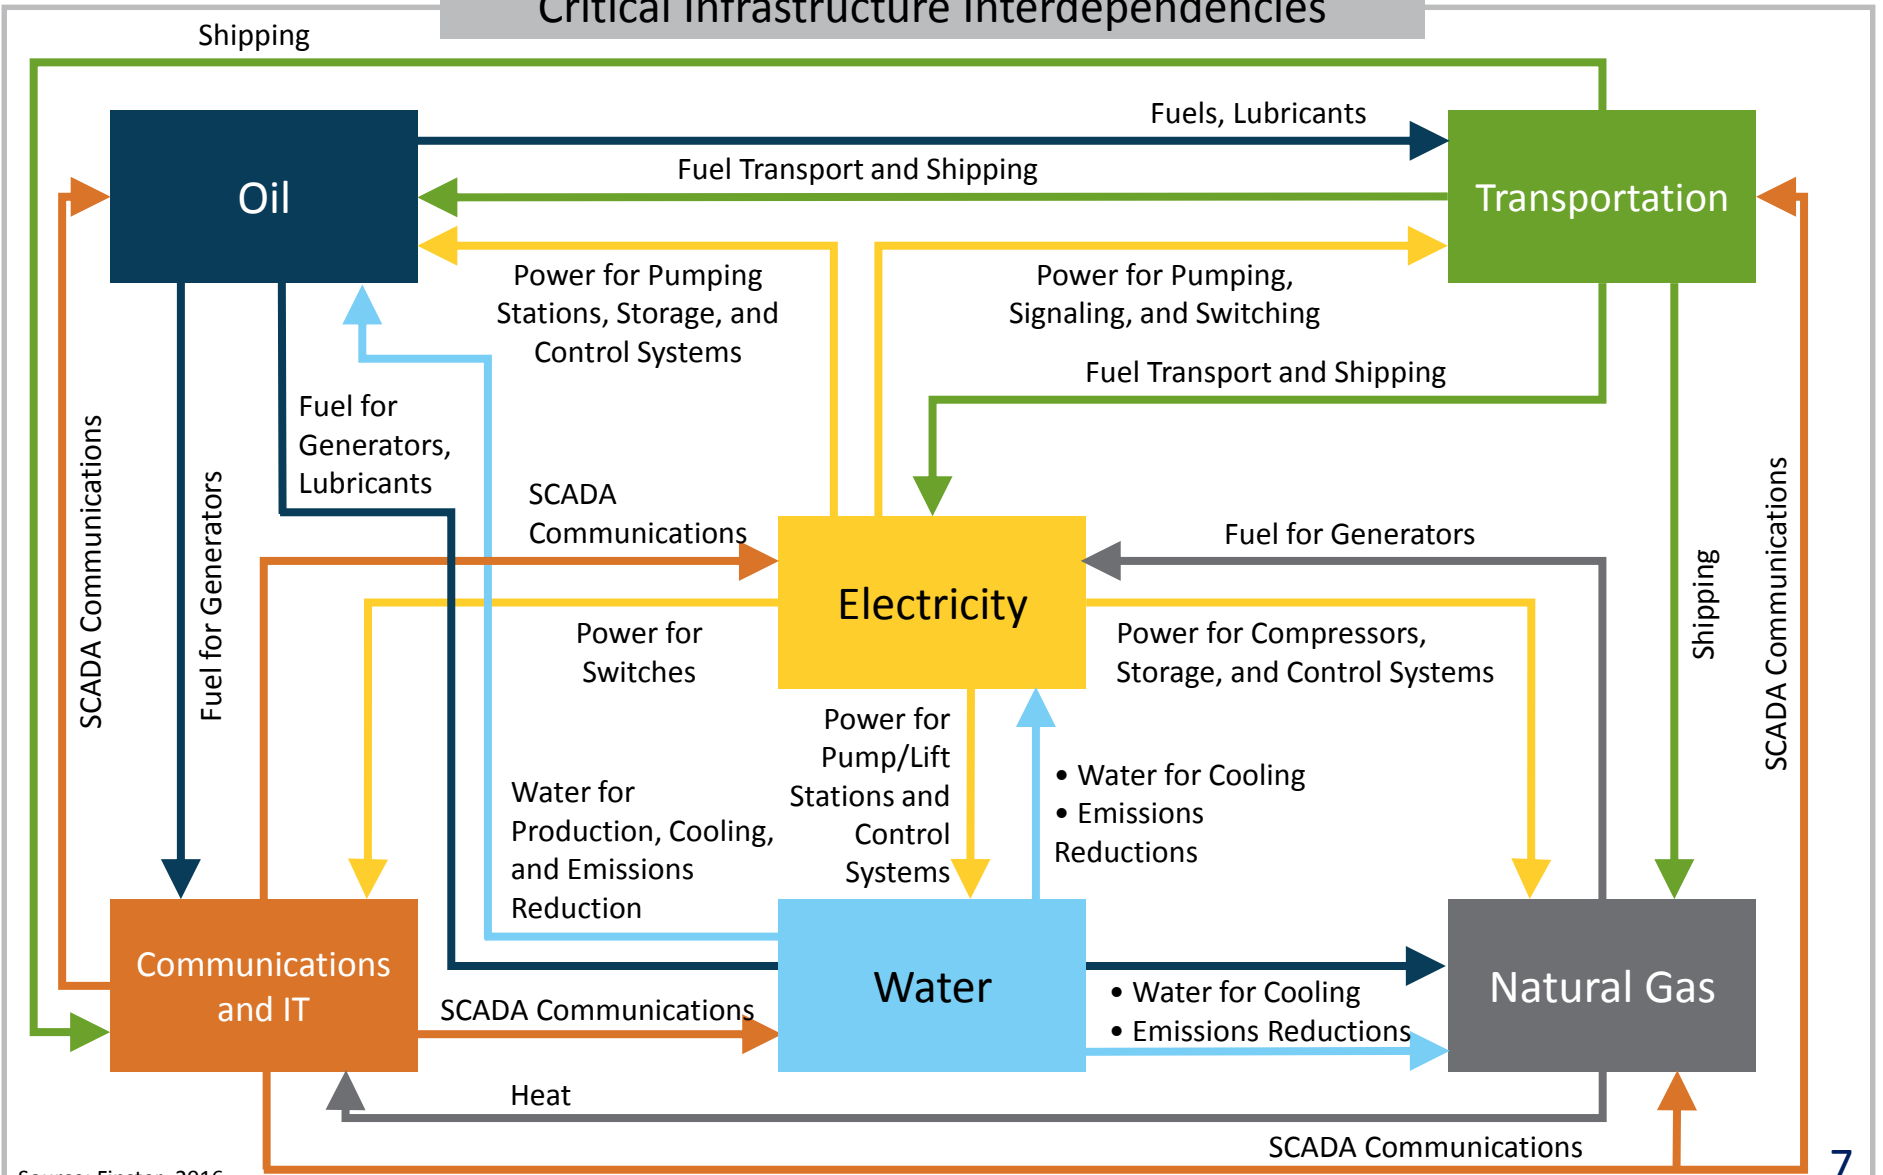 Critical Infrastructure Interdependencies
Shipping
Fuels, Lubricants
Fuel Transport and Shipping
Oil
Transportation
Power for Pumping
Stations, Storage, and
Control Systems
Power for Pumping,
Signaling, and Switching
Fuel Transport and Shipping
Fuel for
Generators,
Lubricants
SCADA Communications
Fuel for Generators
SCADA
Communications
Fuel for Generators
Shipping
SCADA Communications
Electricity
Power for
Switches
Power for Compressors,
Storage, and Control Systems
Power for
Pump/Lift
Stations and
Control
Systems
• Water for Cooling
• Emissions
Reductions
Water for
Production, Cooling,
and Emissions
Reduction
Communications
and IT
SCADA Communications
Water
• Water for Cooling
• Emissions Reductions
Natural Gas
Heat
SCADA Communications
Source: Finster, 2016
7